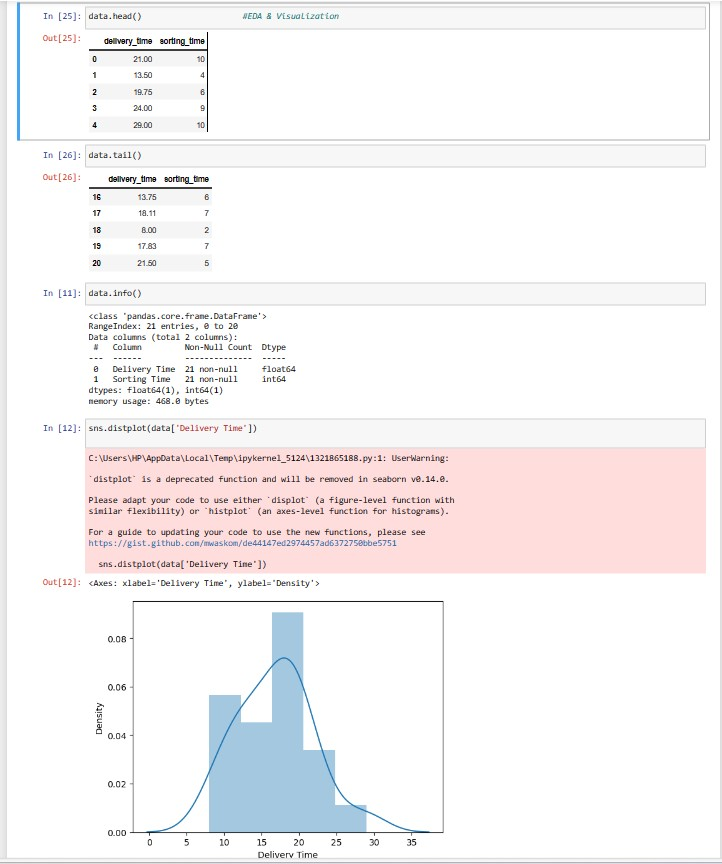 In [25]: data.head() #EDA & Visualization
Out[25]:
delivery_time sorting_time
0 21.00 10
1 13.50 4
2 19.75 6
3 24.00 9
4 29.00 10
In [26]: data.tail()
Out[26]:
delivery_time sorting_time
16 13.75 6
17 18.11 7
18 8.00 2
19 17.83 7
20 21.50 5
In [11]: data.info()
<class 'pandas.core.frame.DataFrame'>
RangeIndex: 21 entries, 0 to 20
Data columns (total 2 columns):
# Column Non-Null Count Dtype
--- ------ -------------- -----
0 Delivery Time 21 non-null float64
1 Sorting Time 21 non-null int64
dtypes: float64(1), int64(1)
memory usage: 468.0 bytes
In [12]: sns.distplot(data['Delivery Time'])
C:\Users\HP\AppData\Local\Temp\ipykernel_5124\1321865188.py:1: UserWarning:
`distplot` is a deprecated function and will be removed in seaborn v0.14.0.
Please adapt your code to use either `displot` (a figure-level function with
similar flexibility) or `histplot` (an axes-level function for histograms).
For a guide to updating your code to use the new functions, please see
https://gist.github.com/mwaskom/de44147ed2974457ad6372750bbe5751
sns.distplot(data['Delivery Time'])
Out[12]: <Axes: xlabel='Delivery Time', ylabel='Density'>
0.08
0.06
Density
0.04
0.02
0.00
0 5 10 15 20 25 30 35
Delivery Time